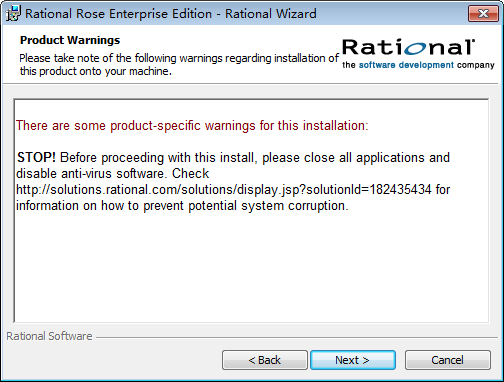 Rational Rose Enterprise Edition - Rational Wizard
Product Warnings
Please take note of the following warnings regarding installation of
this product onto your machine.
Rational®
the software development company
There are some product-specific warnings for this installation:
STOP! Before proceeding with this install, please close all applications and
disable anti-virus software. Check
http://solutions.rational.com/solutions/display.jsp?solutionId=182435434 for
information on how to prevent potential system corruption.
Rational Software
< Back
Next >
Cancel